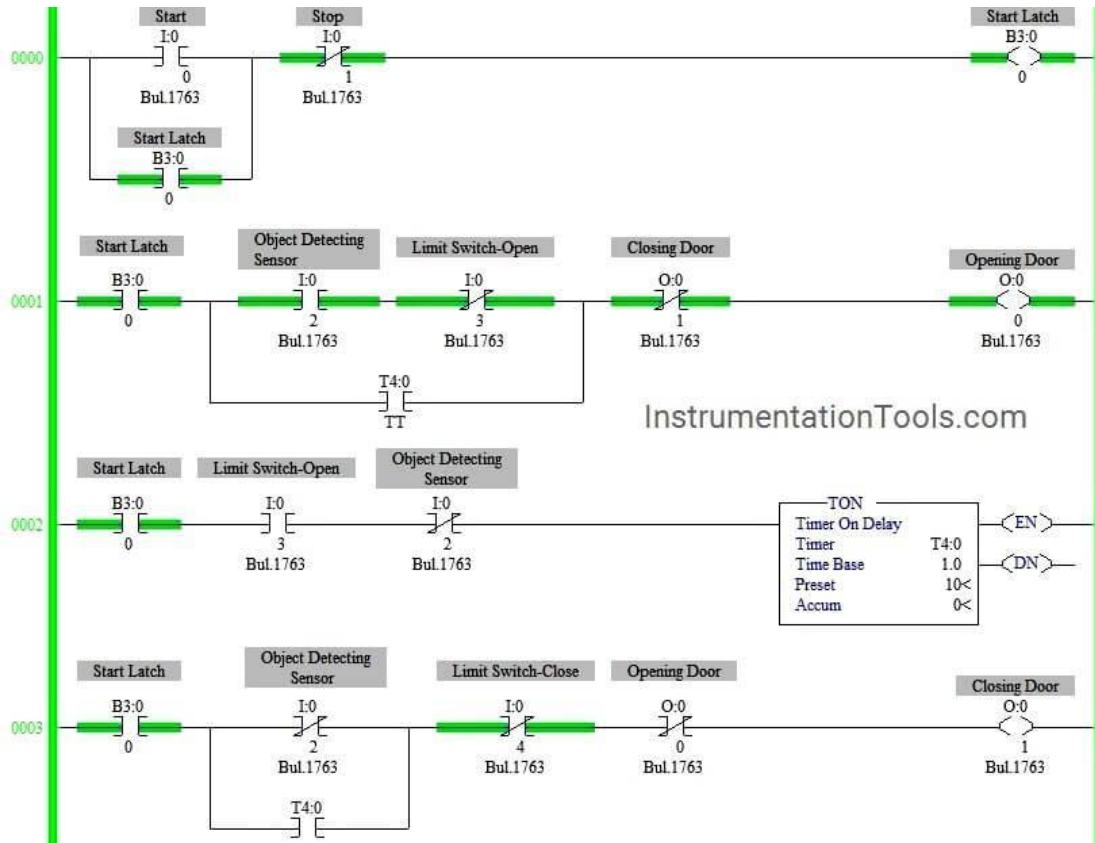 Start
Stop
Start Latch
I:0
I:0
B3:0
0000
0
1
0
Bul.1763
Bul.1763
Start Latch
B3:0
0
Start Latch
Object Detecting
Sensor
Limit Switch-Open
Closing Door
Opening Door
B3:0
I:0
I:0
O:0
O:0
0001
0
2
3
1
0
Bul.1763
Bul.1763
Bul.1763
Bul.1763
T4:0
TT
InstrumentationTools.com
Start Latch
Limit Switch-Open
Object Detecting
Sensor
B3:0
I:0
I:0
0002
0
3
2
Bul.1763
Bul.1763
TON
Timer On Delay
Timer T4:0
Time Base 1.0
Preset 10<
Accum 0<
EN
DN
Start Latch
Object Detecting
Sensor
Limit Switch-Close
Opening Door
Closing Door
B3:0
I:0
I:0
O:0
O:0
0003
0
2
4
0
1
Bul.1763
Bul.1763
Bul.1763
Bul.1763
T4:0